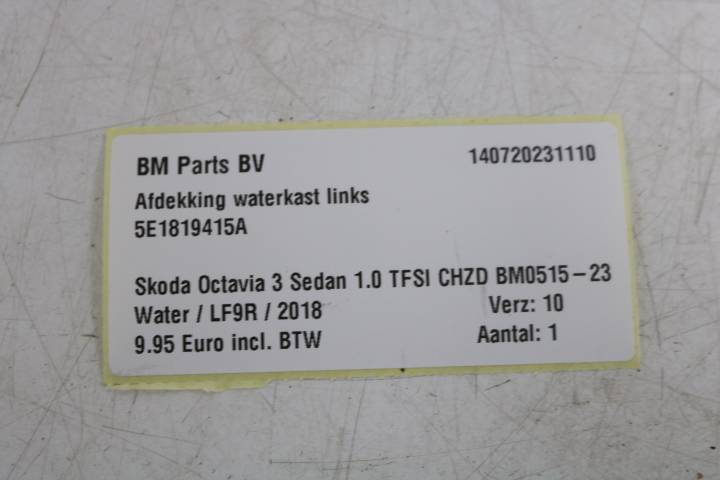 BM Parts BV 140720231110
Afdekking waterkast links
5E1819415A
Skoda Octavia 3 Sedan 1.0 TFSI CHZD BM0515-23
Water / LF9R / 2018 Verz: 10
9.95 Euro incl. BTW Aantal: 1